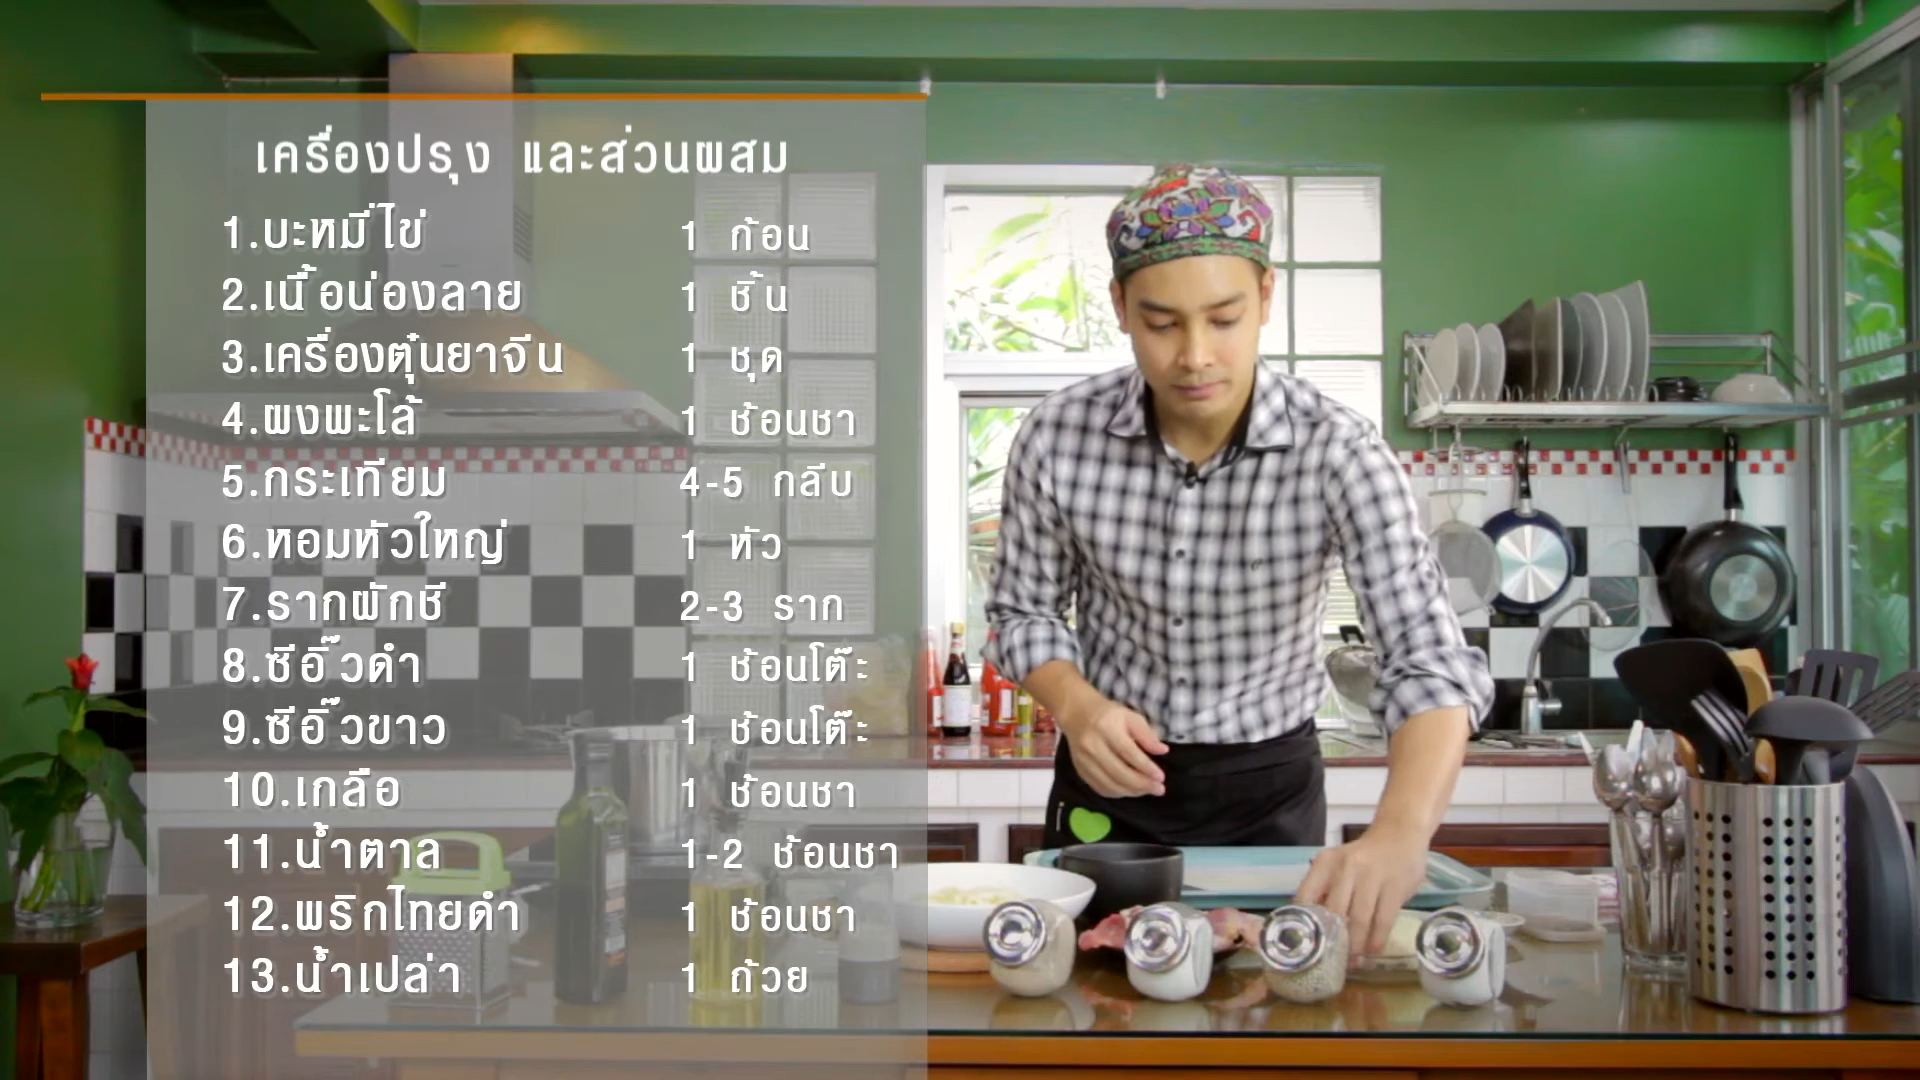 เครื่องปรุง และส่วนผสม
1.บะหมี่ไข่ 1 ก้อน
2.เนื้อน่องลาย 1 ชิ้น
3.เครื่องตุ๋นยาจีน 1 ชุด
4.ผงพะโล้ 1 ช้อนชา
5.กระเทียม 4-5 กลีบ
6.หอมหัวใหญ่ 1 หัว
7.รากผักชี 2-3 ราก
8.ซีอิ๊วดำ 1 ช้อนโต๊ะ
9.ซีอิ๊วขาว 1 ช้อนโต๊ะ
10.เกลือ 1 ช้อนชา
11.น้ำตาล 1-2 ช้อนชา
12.พริกไทยดำ 1 ช้อนชา
13.น้ำเปล่า 1 ถ้วย